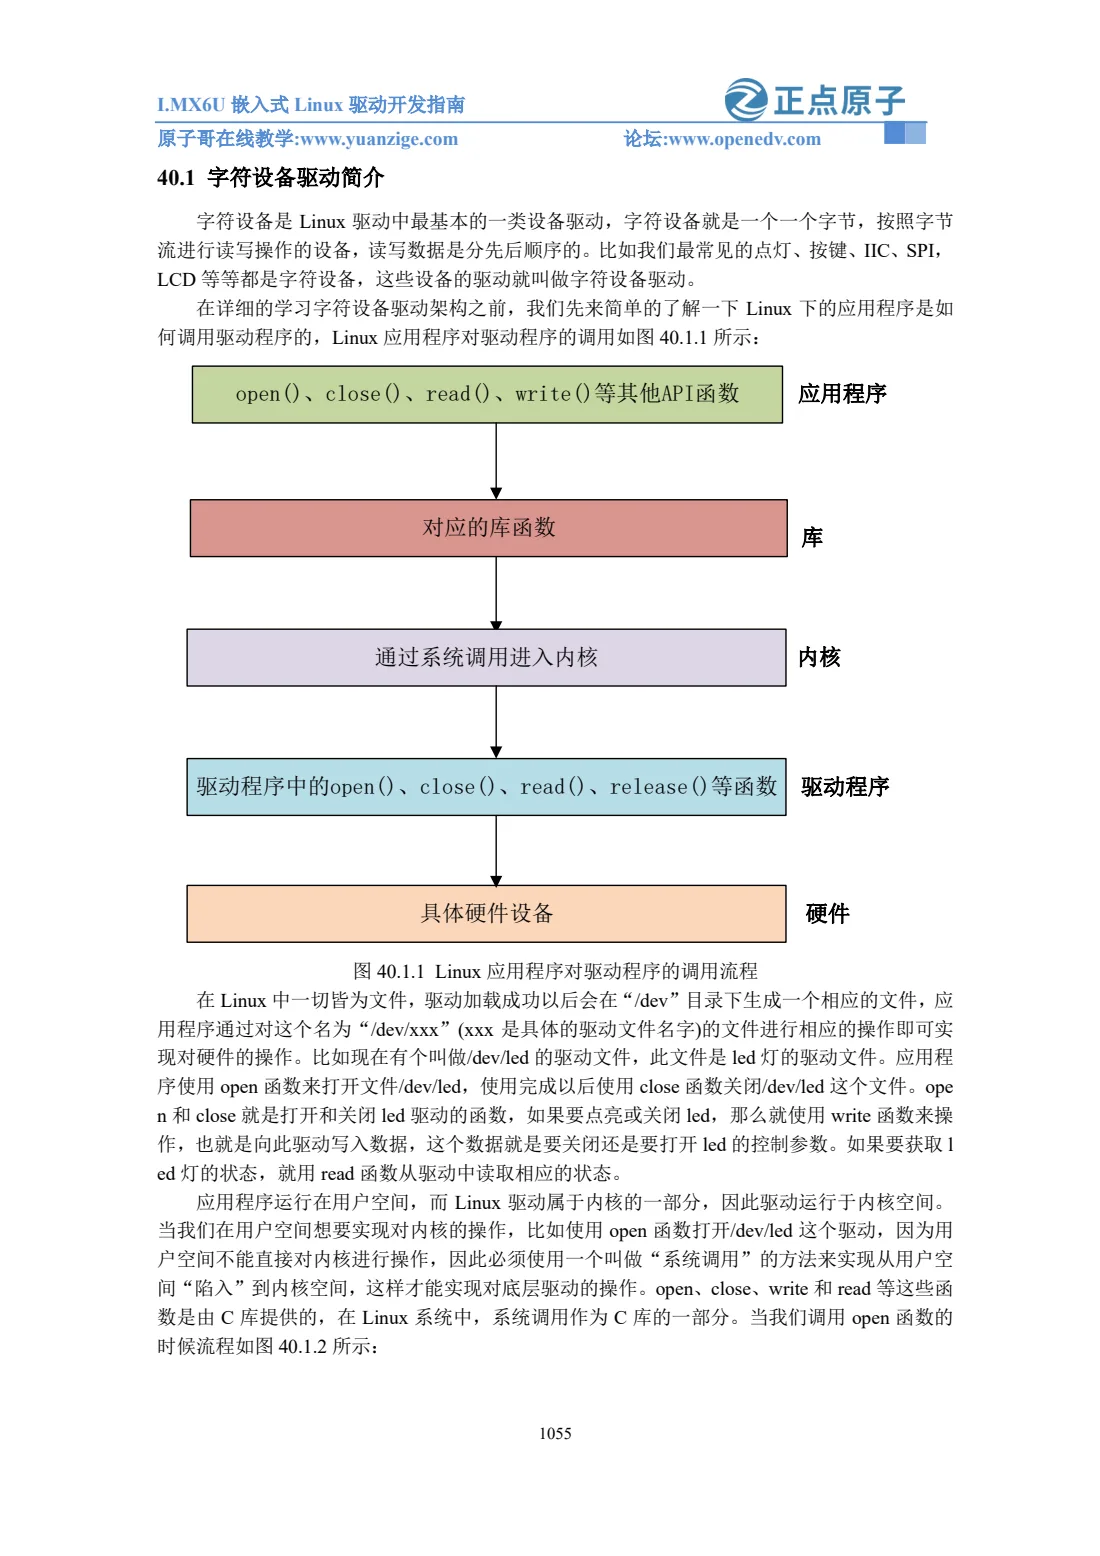 I.MX6U 嵌入式 Linux 驱动开发指南
正点原子
原子哥在线教学:www.yuanzige.com 论坛:www.openedv.com
40.1 字符设备驱动简介
字符设备是 Linux 驱动中最基本的一类设备驱动，字符设备就是一个一个字节，按照字节
流进行读写操作的设备，读写数据是分先后顺序的。比如我们最常见的点灯、按键、IIC、SPI，
LCD 等等都是字符设备，这些设备的驱动就叫做字符设备驱动。
在详细的学习字符设备驱动架构之前，我们先来简单的了解一下 Linux 下的应用程序是如
何调用驱动程序的，Linux 应用程序对驱动程序的调用如图 40.1.1 所示：
open()、close()、read()、write()等其他API函数 应用程序
对应的库函数 库
通过系统调用进入内核 内核
驱动程序中的open()、close()、read()、release()等函数 驱动程序
具体硬件设备 硬件
图 40.1.1 Linux 应用程序对驱动程序的调用流程
在 Linux 中一切皆为文件，驱动加载成功以后会在“/dev”目录下生成一个相应的文件，应
用程序通过对这个名为“/dev/xxx”(xxx 是具体的驱动文件名字)的文件进行相应的操作即可实
现对硬件的操作。比如现在有个叫做/dev/led 的驱动文件，此文件是 led 灯的驱动文件。应用程
序使用 open 函数来打开文件/dev/led，使用完成以后使用 close 函数关闭/dev/led 这个文件。ope
n 和 close 就是打开和关闭 led 驱动的函数，如果要点亮或关闭 led，那么就使用 write 函数来操
作，也就是向此驱动写入数据，这个数据就是要关闭还是要打开 led 的控制参数。如果要获取 l
ed 灯的状态，就用 read 函数从驱动中读取相应的状态。
应用程序运行在用户空间，而 Linux 驱动属于内核的一部分，因此驱动运行于内核空间。
当我们在用户空间想要实现对内核的操作，比如使用 open 函数打开/dev/led 这个驱动，因为用
户空间不能直接对内核进行操作，因此必须使用一个叫做“系统调用”的方法来实现从用户空
间“陷入”到内核空间，这样才能实现对底层驱动的操作。open、close、write 和 read 等这些函
数是由 C 库提供的，在 Linux 系统中，系统调用作为 C 库的一部分。当我们调用 open 函数的
时候流程如图 40.1.2 所示：
1055